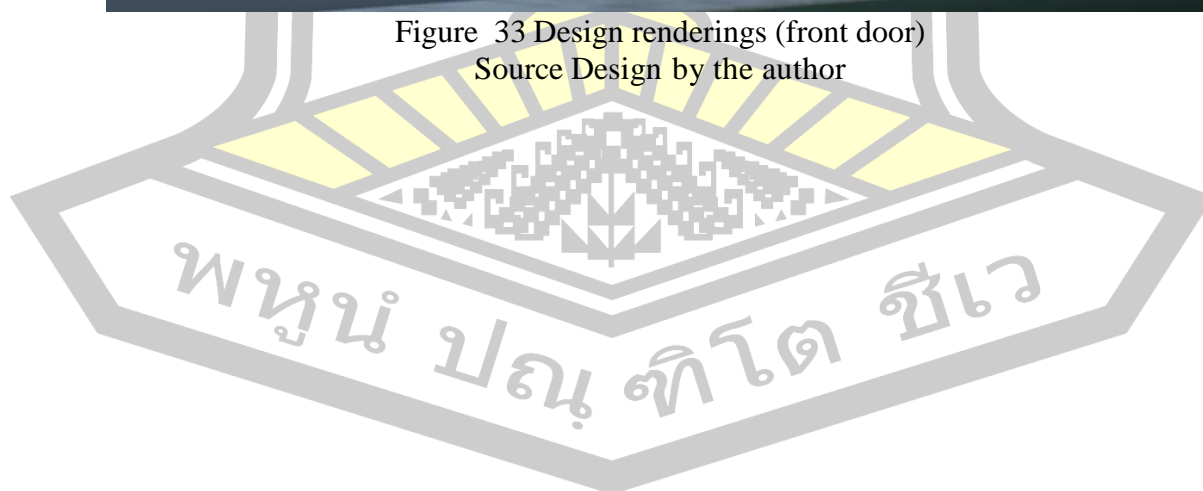 Figure  33 Design renderings (front door)
Source Design by the author
พหูนํ ปณฺฑิโต ชีเว